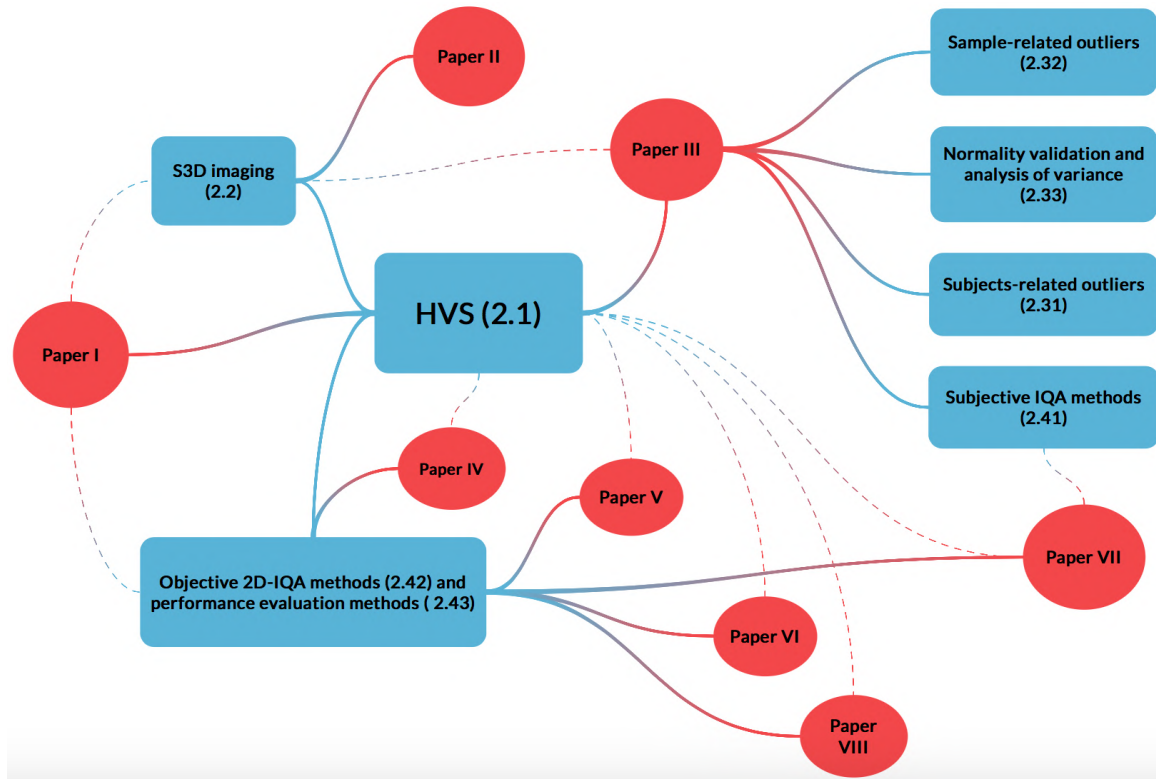 Paper II
Sample-related outliers
(2.32)
S3D imaging
(2.2)
Paper III
Normality validation and
analysis of variance
(2.33)
HVS (2.1)
Subjects-related outliers
(2.31)
Paper I
Subjective IQA methods
(2.41)
Paper IV
Paper V
Paper VII
Objective 2D-IQA methods (2.42) and
performance evaluation methods ( 2.43)
Paper VI
Paper
VIII